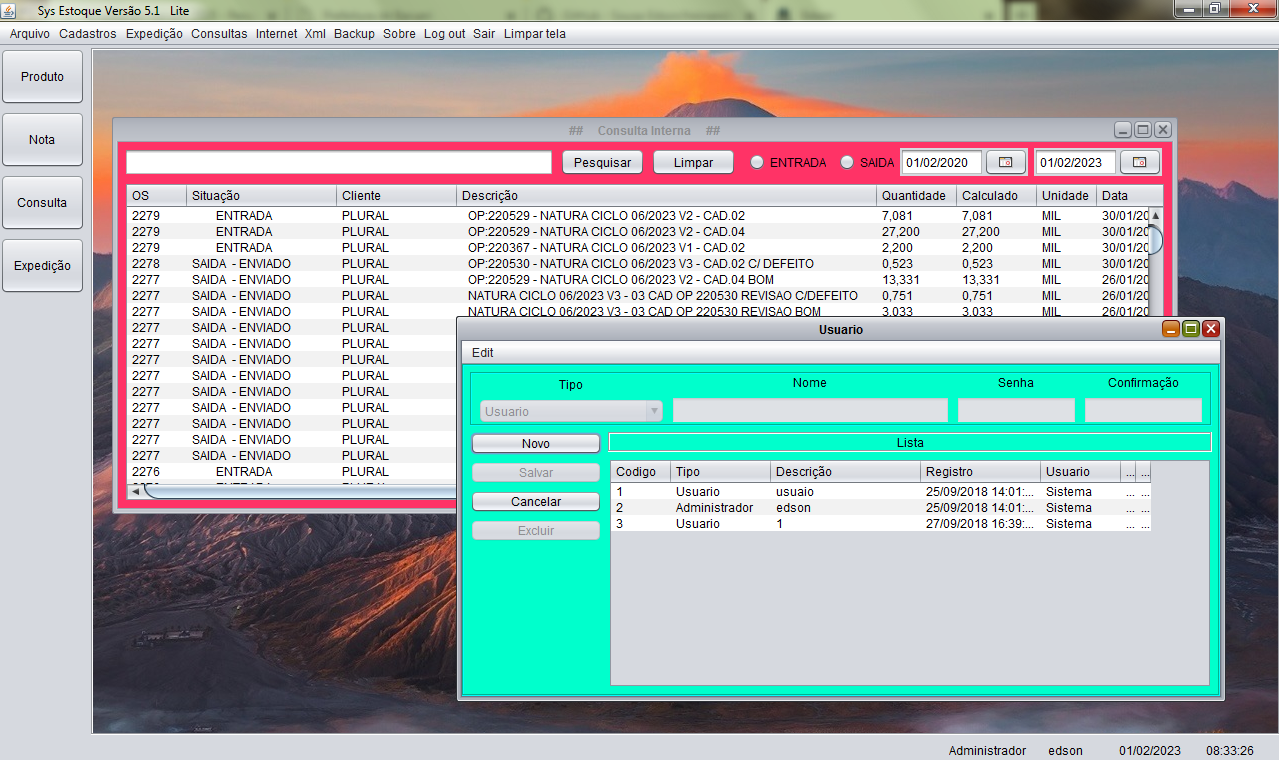 Sys Estoque Versão 5.1 Lite
Arquivo Cadastros Expedição Consultas Internet Xml Backup Sobre Log out Sair Limpar tela
Produto
Nota
Consulta
Expedição
## Consulta Interna ##
Pesquisar Limpar ENTRADA SAIDA 01/02/2020 01/02/2023
OS Situação Cliente Descrição Quantidade Calculado Unidade Data
2279 ENTRADA PLURAL OP:220529 - NATURA CICLO 06/2023 V2 - CAD.02 7,081 7,081 MIL 30/01/20
2279 ENTRADA PLURAL OP:220529 - NATURA CICLO 06/2023 V2 - CAD.04 27,200 27,200 MIL 30/01/20
2279 ENTRADA PLURAL OP:220367 - NATURA CICLO 06/2023 V1 - CAD.02 2,200 2,200 MIL 30/01/20
2278 SAIDA - ENVIADO PLURAL OP:220530 - NATURA CICLO 06/2023 V3 - CAD.02 C/ DEFEITO 0,523 0,523 MIL 30/01/20
2277 SAIDA - ENVIADO PLURAL OP:220529 - NATURA CICLO 06/2023 V2 - CAD.04 BOM 13,331 13,331 MIL 26/01/20
2277 SAIDA - ENVIADO PLURAL NATURA CICLO 06/2023 V3 - 03 CAD OP 220530 REVISAO C/DEFEITO 0,751 0,751 MIL 26/01/20
2277 SAIDA - ENVIADO PLURAL NATURA CICLO 06/2023 V3 - 03 CAD OP 220530 REVISAO BOM 3,033 3,033 MIL 26/01/20
2277 SAIDA - ENVIADO PLURAL
2277 SAIDA - ENVIADO PLURAL
2277 SAIDA - ENVIADO PLURAL
2277 SAIDA - ENVIADO PLURAL
2277 SAIDA - ENVIADO PLURAL
2277 SAIDA - ENVIADO PLURAL
2277 SAIDA - ENVIADO PLURAL
2277 SAIDA - ENVIADO PLURAL
2277 SAIDA - ENVIADO PLURAL
2276 ENTRADA PLURAL
Usuario
Edit
Tipo Nome Senha Confirmação
Usuario
Novo
Salvar
Cancelar
Excluir
Lista
Codigo Tipo Descrição Registro Usuario ... ...
1 Usuario usuaio 25/09/2018 14:01:... Sistema ... ...
2 Administrador edson 25/09/2018 14:01:... Sistema ... ...
3 Usuario 1 27/09/2018 16:39:... Sistema ... ...
Administrador edson 01/02/2023 08:33:26